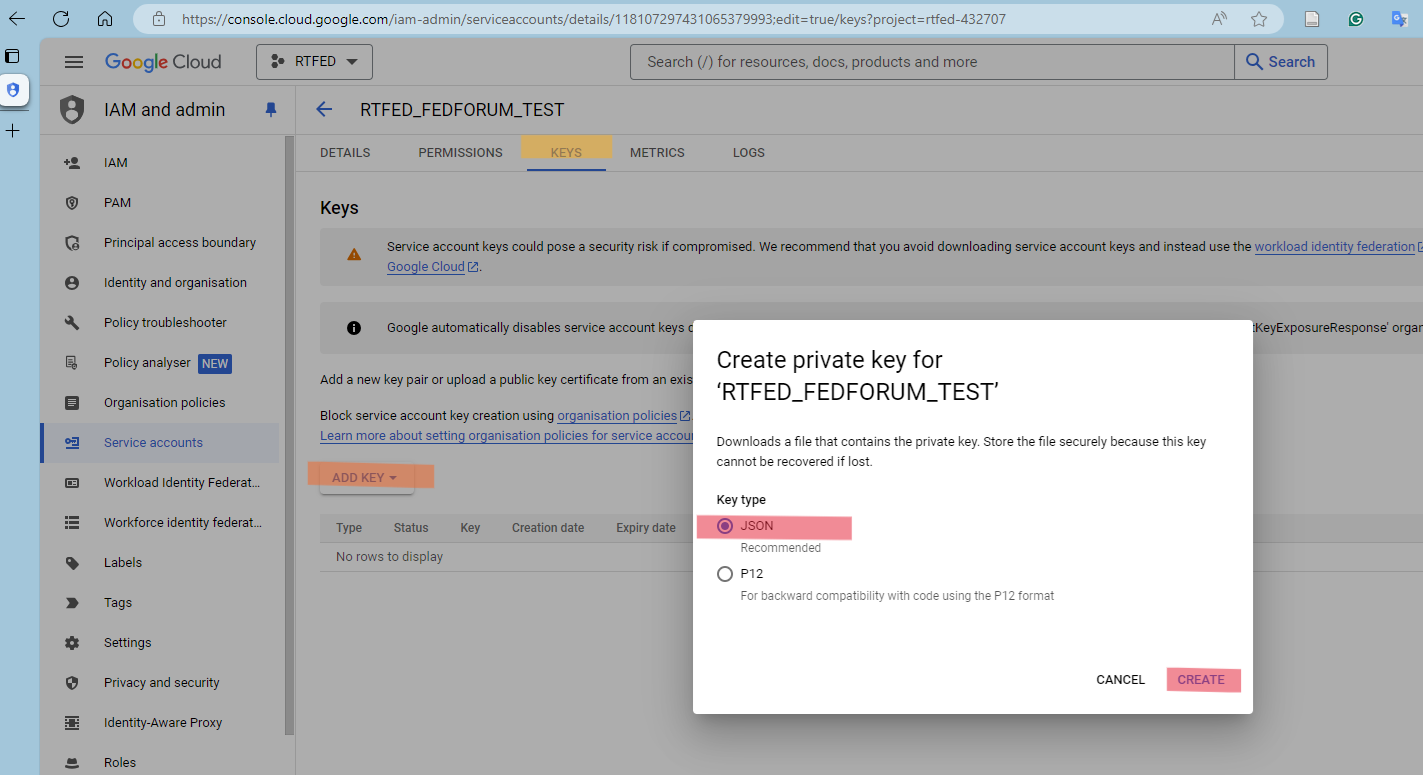 https://console.cloud.google.com/iam-admin/serviceaccounts/details/118107297431065379993;edit=true/keys?project=rtfed-432707
Google Cloud
RTFED
Search (/) for resources, docs, products and more
Search
IAM and admin
RTFED_FEDFORUM_TEST
DETAILS
PERMISSIONS
KEYS
METRICS
LOGS
IAM
PAM
Principal access boundary
Identity and organisation
Policy troubleshooter
Policy analyser NEW
Organisation policies
Service accounts
Workload Identity Federat...
Workforce identity federat...
Labels
Tags
Settings
Privacy and security
Identity-Aware Proxy
Roles
Keys
Service account keys could pose a security risk if compromised. We recommend that you avoid downloading service account keys and instead use the workload identity federation
Google Cloud.
Google automatically disables service account keys
tKeyExposureResponse' organ
Add a new key pair or upload a public key certificate from an exis
Block service account key creation using organisation policies.
Learn more about setting organisation policies for service accoun
ADD KEY
Type Status Key Creation date Expiry date
No rows to display
Create private key for
‘RTFED_FEDFORUM_TEST’
Downloads a file that contains the private key. Store the file securely because this key
cannot be recovered if lost.
Key type
JSON
Recommended
P12
For backward compatibility with code using the P12 format
CANCEL
CREATE